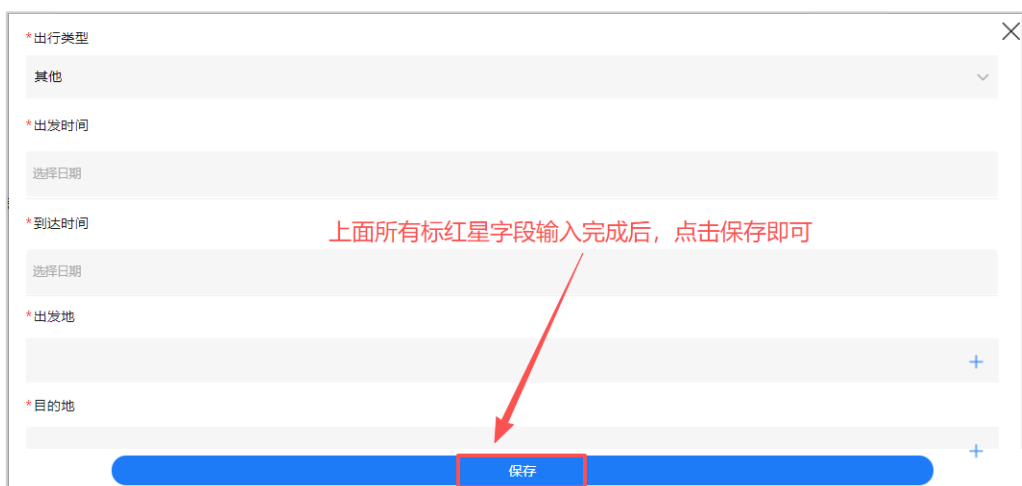 *出行类型
其他
*出发时间
选择日期
*到达时间
上面所有标红星字段输入完成后，点击保存即可
选择日期
*出发地
*目的地
保存